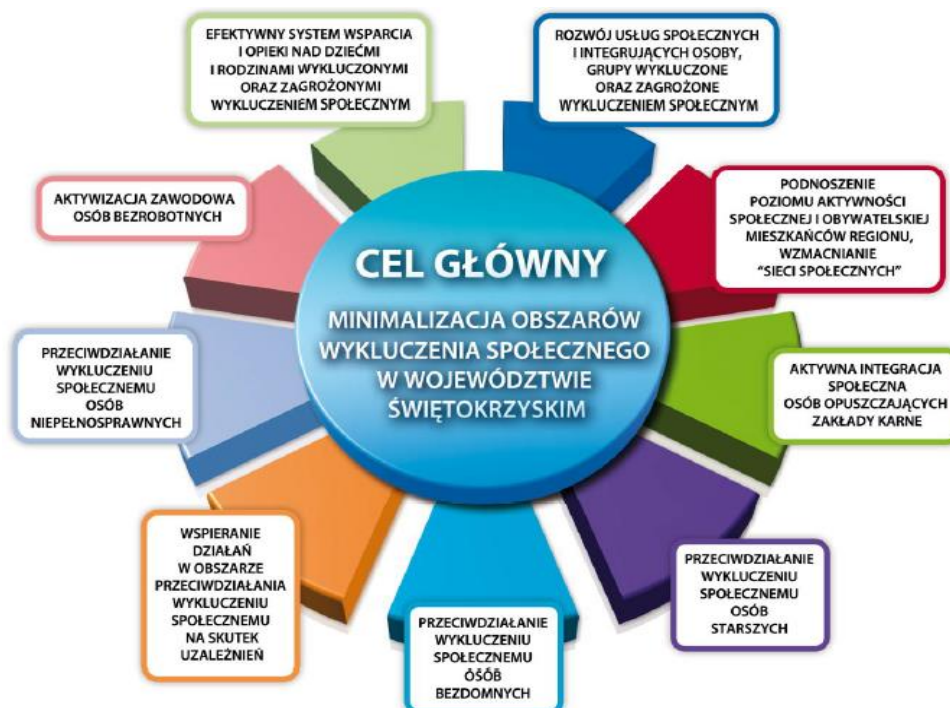 EFEKTYWNY SYSTEM WSPARCIA
I OPIEKI NAD DZIEĆMI
I RODZINAMI WYKLUCZONYMI
ORAZ ZAGROŻONYMI
WYKLUCZENIEM SPOŁECZNYM
ROZWÓJ USŁUG SPOŁECZNYCH
I INTEGRUJĄCYCH OSOBY,
GRUPY WYKLUCZONE
ORAZ ZAGROŻONE
WYKLUCZENIEM SPOŁECZNYM
AKTYWIZACJA ZAWODOWA
OSÓB BEZROBOTNYCH
PODNOSZENIE
POZIOMU AKTYWNOŚCI
SPOŁECZNEJ I OBYWATELSKIEJ
MIESZKAŃCÓW REGIONU,
WZMACNIANIE
"SIECI SPOŁECZNYCH"
CEL GŁÓWNY
MINIMALIZACJA OBSZARÓW
WYKLUCZENIA SPOŁECZNEGO
W WOJEWÓDZTWIE
ŚWIĘTOKRZYSKIM
PRZECIWDZIAŁANIE
WYKLUCZENIU
SPOŁECZNEMU
OSÓB
NIEPEŁNOSPRAWNYCH
AKTYWNA INTEGRACJA
SPOŁECZNA
OSÓB OPUSZCZAJĄCYCH
ZAKŁADY KARNE
WSPIERANIE
DZIAŁAŃ
W OBSZARZE
PRZECIWDZIAŁANIA
WYKLUCZENIU
SPOŁECZNEMU
NA SKUTEK
UZALEŻNIEŃ
PRZECIWDZIAŁANIE
WYKLUCZENIU
SPOŁECZNEMU
OSÓB
BEZDOMNYCH
PRZECIWDZIAŁANIE
WYKLUCZENIU
SPOŁECZNEMU
OSÓB
STARSZYCH